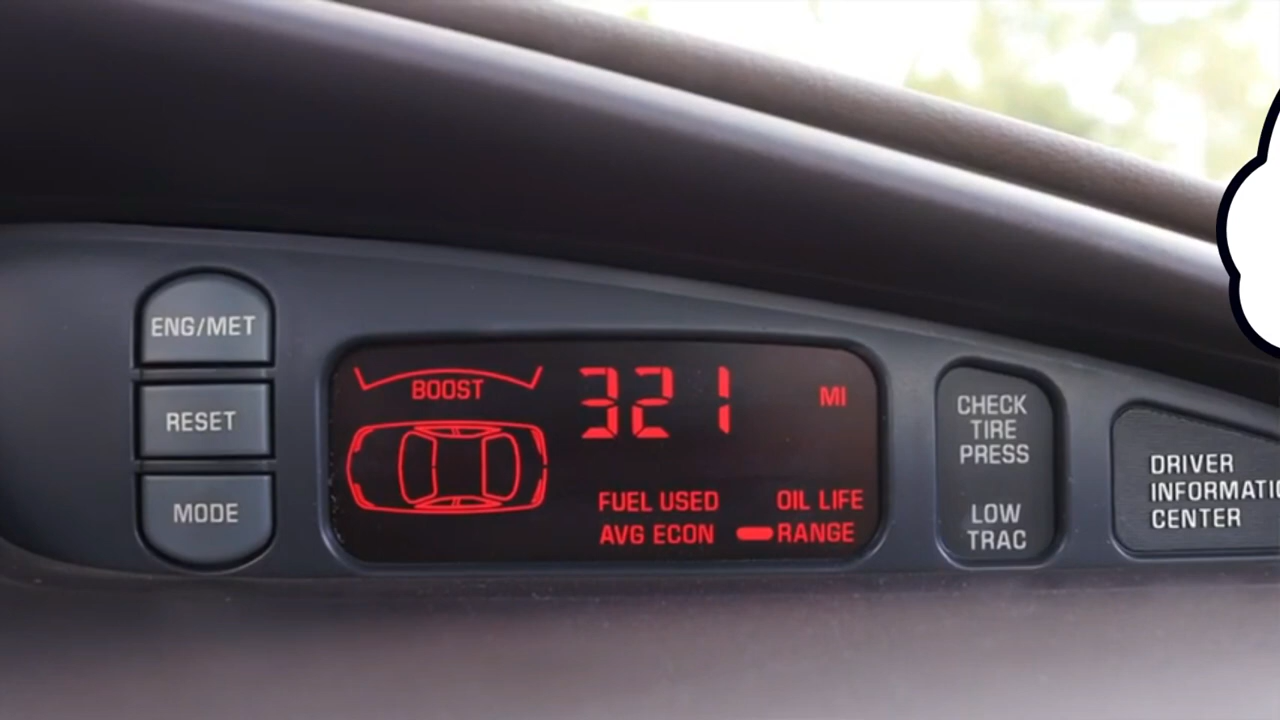 ENG/MET
RESET
MODE
BOOST
321 MI
FUEL USED OIL LIFE
AVG ECON RANGE
CHECK
TIRE
PRESS
LOW
TRAC
DRIVER
INFORMATI
CENTER